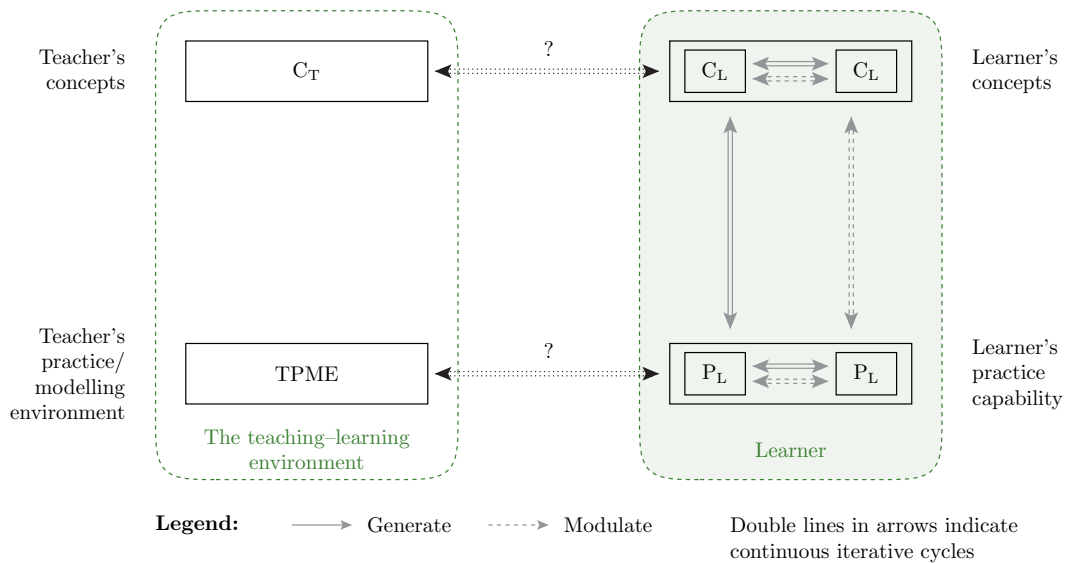 Teacher's
concepts
C_T
?
C_L
C_L
Learner's
concepts
Teacher's
practice/
modelling
environment
TPME
?
P_L
P_L
Learner's
practice
capability
The teaching–learning
environment
Learner
Legend:
Generate
Modulate
Double lines in arrows indicate
continuous iterative cycles